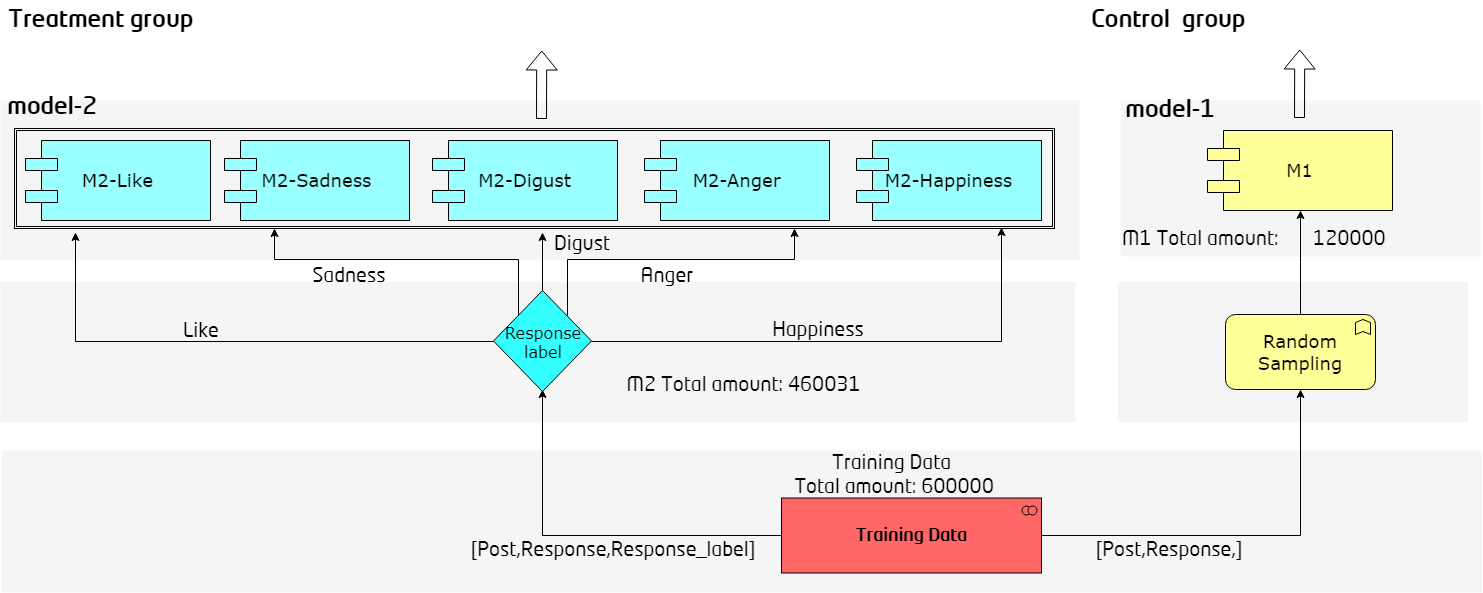 Treatment group
Control  group
model-2
model-1
M2-Like
M2-Sadness
M2-Digust
M2-Anger
M2-Happiness
M1
Digust
M1 Total amount:
120000
Sadness
Anger
Like
Response
label
Happiness
Random
Sampling
M2 Total amount: 460031
Training Data
Total amount: 600000
Training Data
[Post,Response,Response_label]
[Post,Response,]